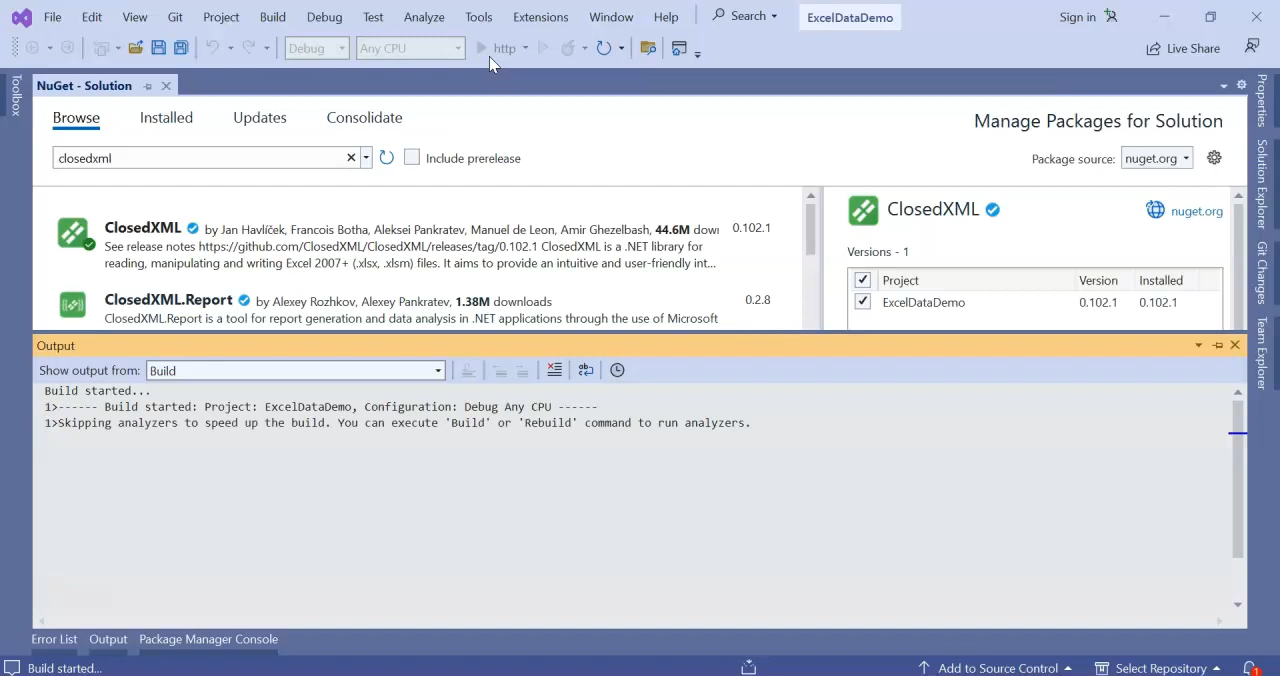 File Edit View Git Project Build Debug Test Analyze Tools Extensions Window Help Search ExcelDataDemo Sign in
Debug Any CPU http Live Share
NuGet - Solution
Toolbox
Browse Installed Updates Consolidate
Manage Packages for Solution
closedxml Include prerelease
Package source: nuget.org
ClosedXML by Jan Havlíček, Francois Botha, Aleksei Pankratev, Manuel de Leon, Amir Ghezelbash, 44.6M down 0.102.1
See release notes https://github.com/ClosedXML/ClosedXML/releases/tag/0.102.1 ClosedXML is a .NET library for
reading, manipulating and writing Excel 2007+ (.xlsx, .xlsm) files. It aims to provide an intuitive and user-friendly int...
ClosedXML.Report by Alexey Rozhkov, Alexey Pankratev, 1.38M downloads 0.2.8
ClosedXML.Report is a tool for report generation and data analysis in .NET applications through the use of Microsoft
ClosedXML nuget.org
Versions - 1
Project Version Installed
ExcelDataDemo 0.102.1 0.102.1
Properties
Solution Explorer
Git Changes
Team Explorer
Output
Show output from: Build
Build started...
1>------ Build started: Project: ExcelDataDemo, Configuration: Debug Any CPU ------
1>Skipping analyzers to speed up the build. You can execute 'Build' or 'Rebuild' command to run analyzers.
Error List Output Package Manager Console
Build started... Add to Source Control Select Repository 1